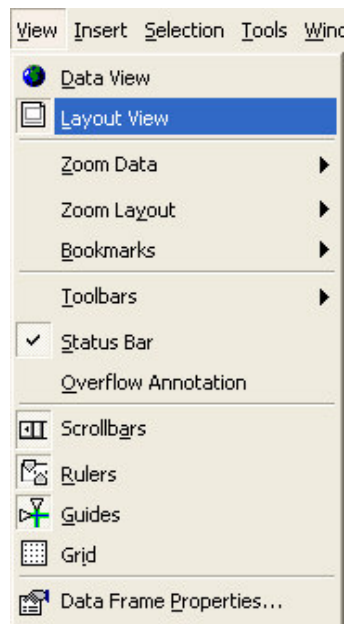 View Insert Selection Tools
Data View
Layout View
Zoom Data
Zoom Layout
Bookmarks
Toolbars
Status Bar
Overflow Annotation
Scrollbars
Rulers
Guides
Grid
Data Frame Properties...